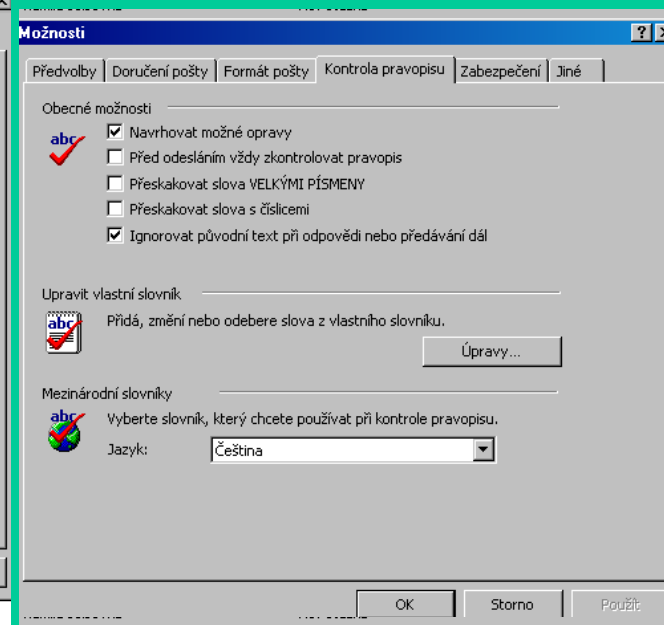 Možnosti
Předvolby Doručení pošty Formát pošty Kontrola pravopisu Zabezpečení Jiné
Obecné možnosti
abc
Navrhovat možné opravy
Před odesláním vždy zkontrolovat pravopis
Přeskakovat slova VELKÝMI PÍSMENY
Přeskakovat slova s číslicemi
Ignorovat původní text při odpovědi nebo předávání dál
Upravit vlastní slovník
abc
Přidá, změní nebo odebere slova z vlastního slovníku.
Úpravy...
Mezinárodní slovníky
abc
Vyberte slovník, který chcete používat při kontrole pravopisu.
Jazyk: Čeština
OK Storno Použít